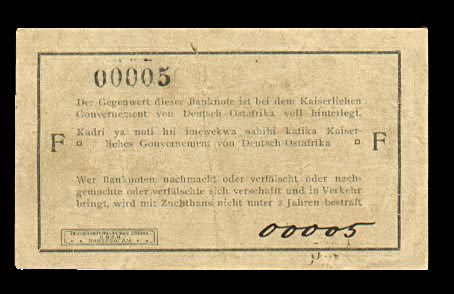 00005
Der Gegenwert dieser Banknote ist bei dem Kaiserlichen
Gouvernement von Deutsch-Ostafrika voll hinterlegt.
F
Kadri ya noti hii imewekwa sahihi katika Kaiser-
liches Gouvernement von Deutsch-Ostafrika
F
Wer Banknoten nachmacht oder verfälscht oder nach-
gemachte oder verfälschte sich verschafft und in Verkehr
bringt, wird mit Zuchthaus nicht unter 2 Jahren bestraft
00005
DARESSALAM